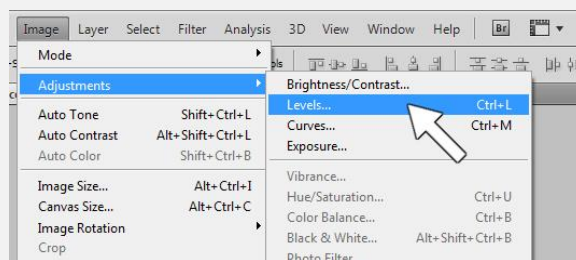 Image Layer Select Filter Analysis 3D View Window Help Br
Mode
Adjustments
Auto Tone Shift+Ctrl+L
Auto Contrast Alt+Shift+Ctrl+L
Auto Color Shift+Ctrl+B
Image Size... Alt+Ctrl+I
Canvas Size... Alt+Ctrl+C
Image Rotation
Crop
Brightness/Contrast...
Levels... Ctrl+L
Curves... Ctrl+M
Exposure...
Vibrance...
Hue/Saturation... Ctrl+U
Color Balance... Ctrl+B
Black & White... Alt+Shift+Ctrl+B
Photo Filter